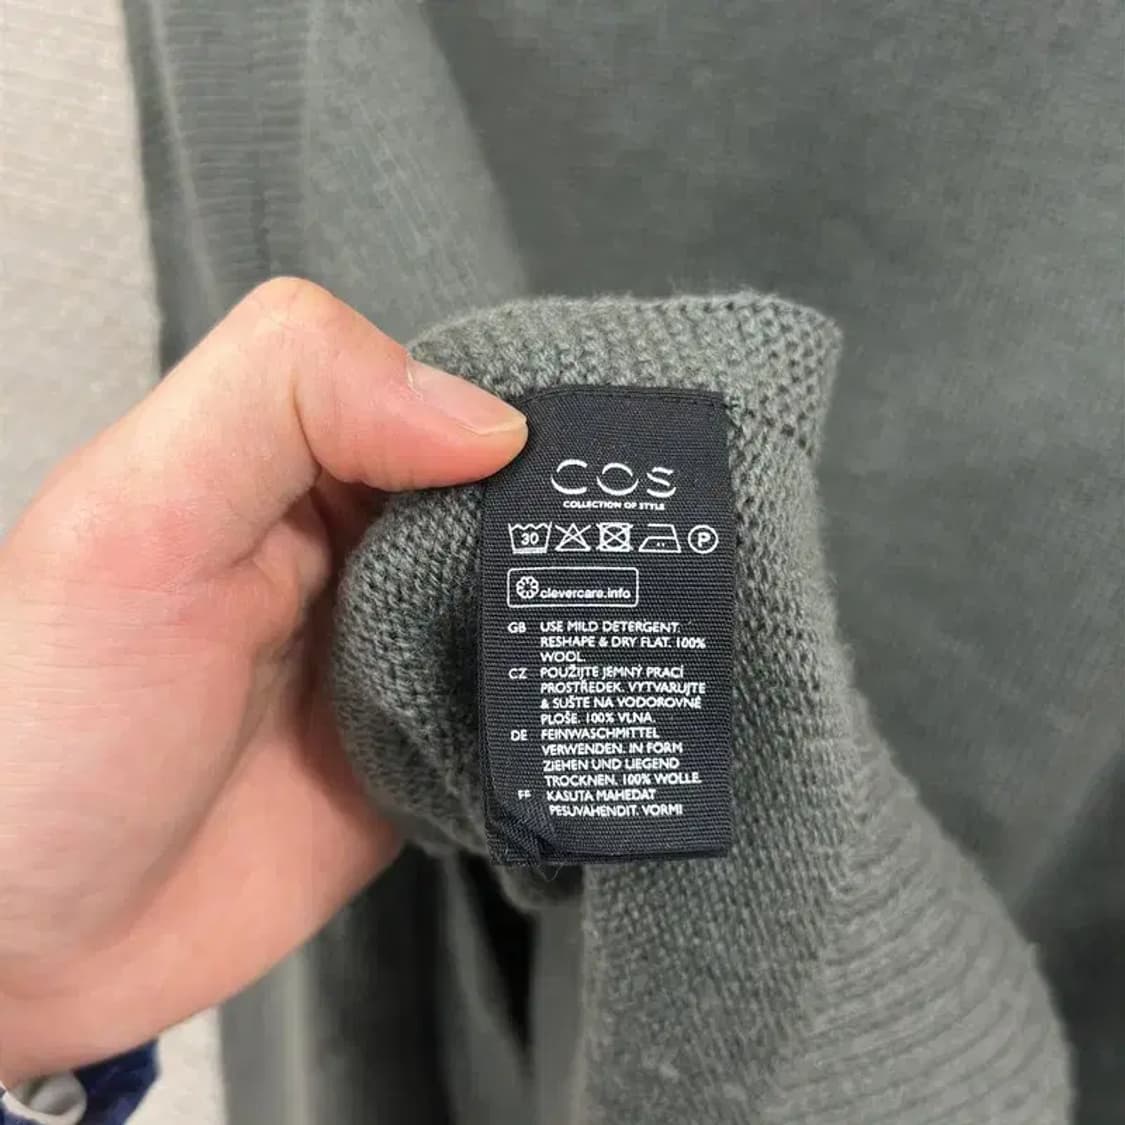 COS
COLLECTION OF STYLE
30 P
clevercare.info
GB USE MILD DETERGENT.
RESHAPE & DRY FLAT. 100%
WOOL.
CZ POUŽIJTE JEMNÝ PRACÍ
PROSTŘEDEK. VYTVARUJTE
& SUŠTE NA VODOROVNÉ
PLOŠE. 100% VLNA.
DE FEINWASCHMITTEL
VERWENDEN. IN FORM
ZIEHEN UND LIEGEND
TROCKNEN. 100% WOLLE.
EE KASUTA MAHEDAT
PESUVAHENDIT. VORMI